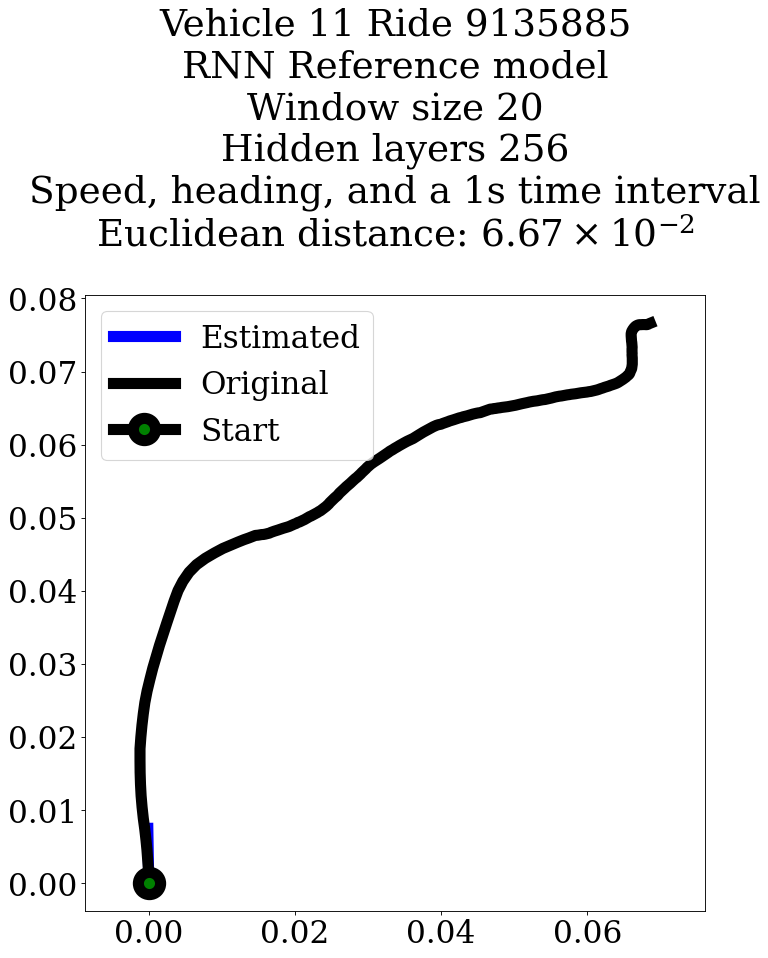 Vehicle 11 Ride 9135885
RNN Reference model
Window size 20
Hidden layers 256
Speed, heading, and a 1s time interval
Euclidean distance: 6.67 × 10⁻²
0.08
0.07
0.06
0.05
0.04
0.03
0.02
0.01
0.00
Estimated
Original
Start
0.00 0.02 0.04 0.06